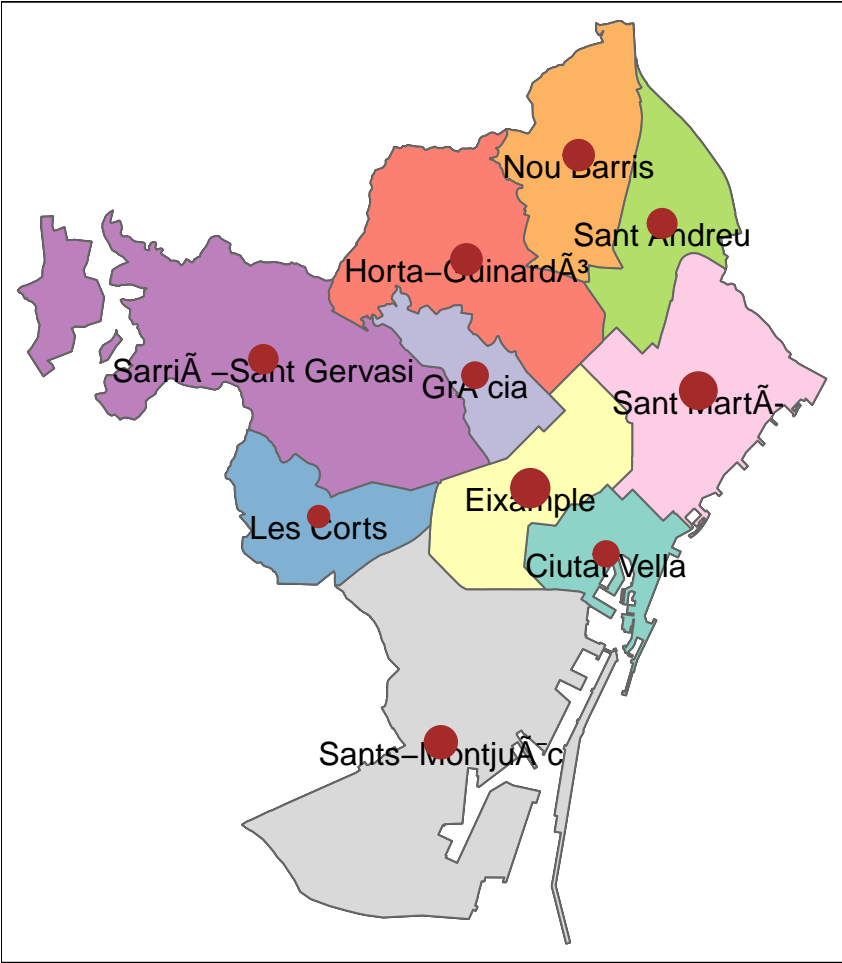 Nou Barris
Sant Andreu
Horta−GuinardÃ³
SarriÃ −Sant Gervasi
GrÃ cia
Sant MartÃ-
Eixample
Les Corts
Ciutat Vella
Sants−MontjuÃ¯c